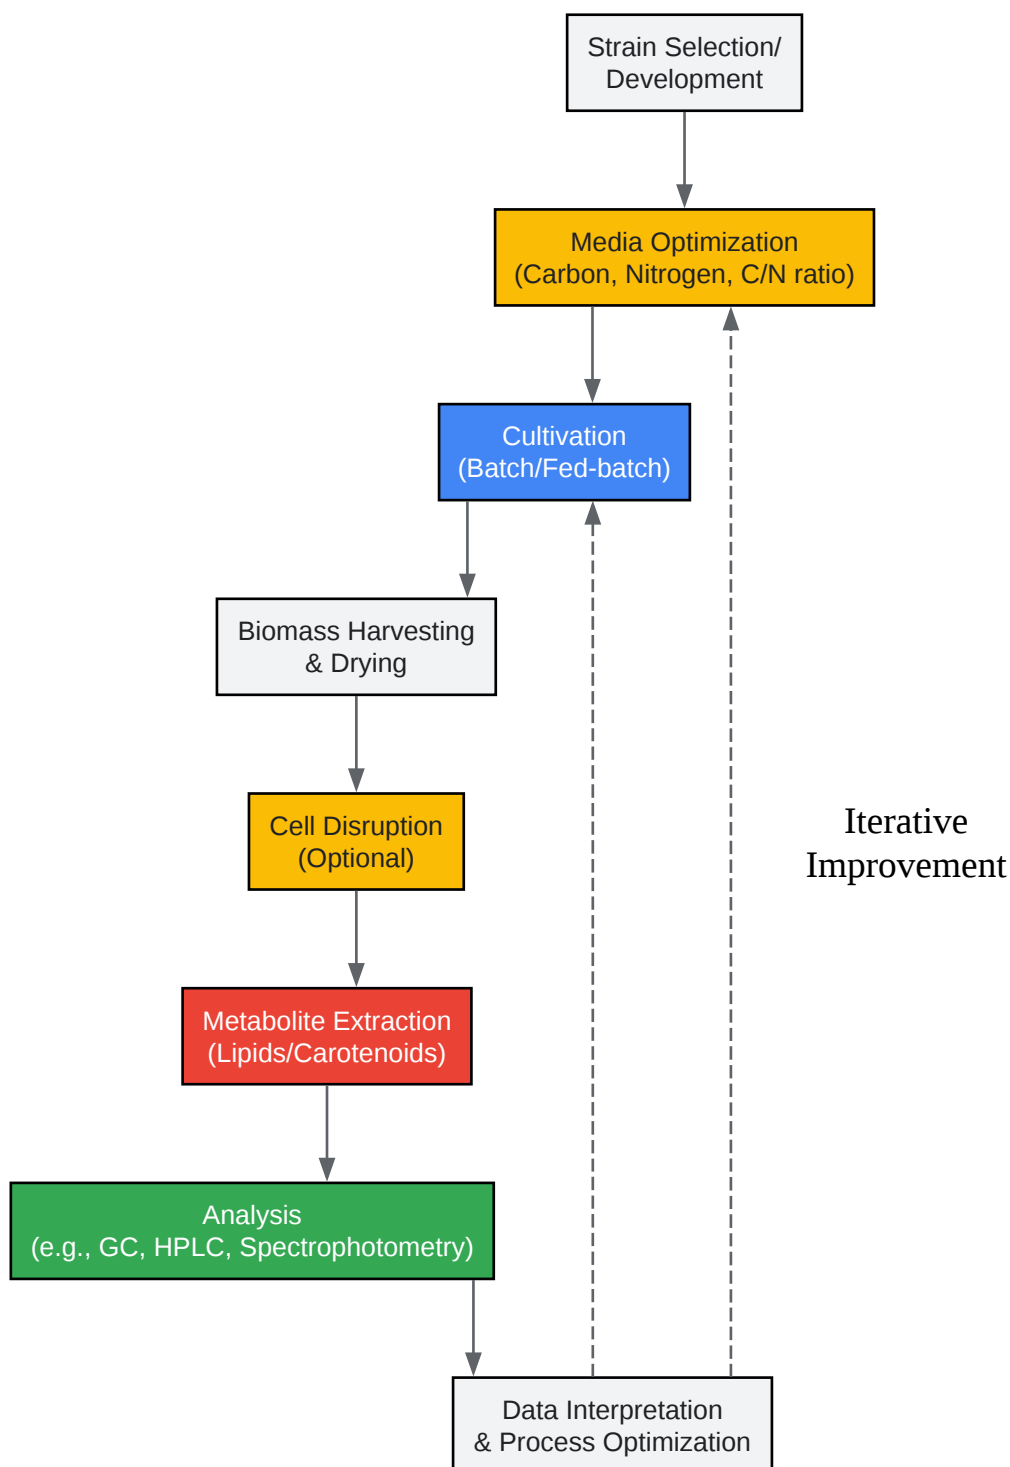 Strain Selection/
Development
Media Optimization
(Carbon, Nitrogen, C/N ratio)
Cultivation
(Batch/Fed-batch)
Biomass Harvesting
& Drying
Cell Disruption
(Optional)
Iterative
Improvement
Metabolite Extraction
(Lipids/Carotenoids)
Analysis
(e.g., GC, HPLC, Spectrophotometry)
Data Interpretation
& Process Optimization